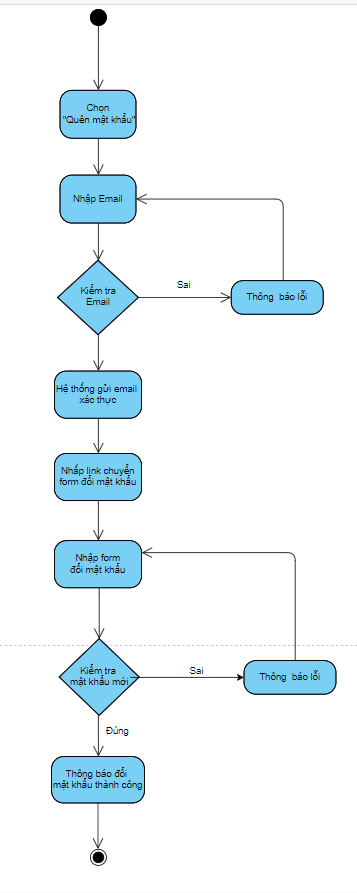 Chọn
"Quên mật khẩu"
Nhập Email
Kiểm tra
Email
Sai
Thông báo lỗi
Hệ thống gửi email
xác thực
Nhấp link chuyển
form đổi mật khẩu
Nhập form
đổi mật khẩu
Kiểm tra
mật khẩu mới
Sai
Thông báo lỗi
Đúng
Thông báo đổi
mật khẩu thành công